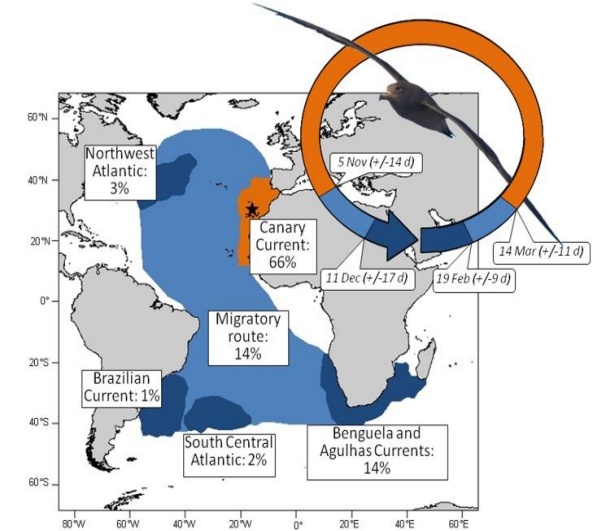 5 Nov (+/-14 d)
14 Mar (+/-11 d)
11 Dec (+/-17 d)
19 Feb (+/-9 d)
Northwest
Atlantic:
3%
Canary
Current:
66%
Migratory
route:
14%
Brazilian
Current: 1%
South Central
Atlantic: 2%
Benguela and
Agulhas Currents:
14%
60°N
40°N
20°N
0°
20°S
40°S
60°S
80°W 60°W 40°W 20°W 0° 20°E 40°E 60°E